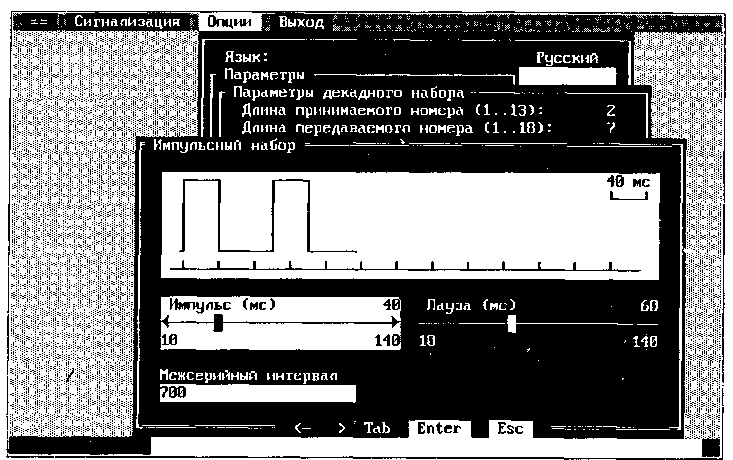 == Сигнализация Опции Выход
Язык: Русский
Параметры
Параметры декадного набора
Длина принимаемого номера (1..13): 2
Длина передаваемого номера (1..18): 7
Импульсный набор
40 мс
Импульс (мс) 40
10 140
Пауза (мс) 60
10 140
Межсерийный интервал
700
<- > Tab Enter Esc